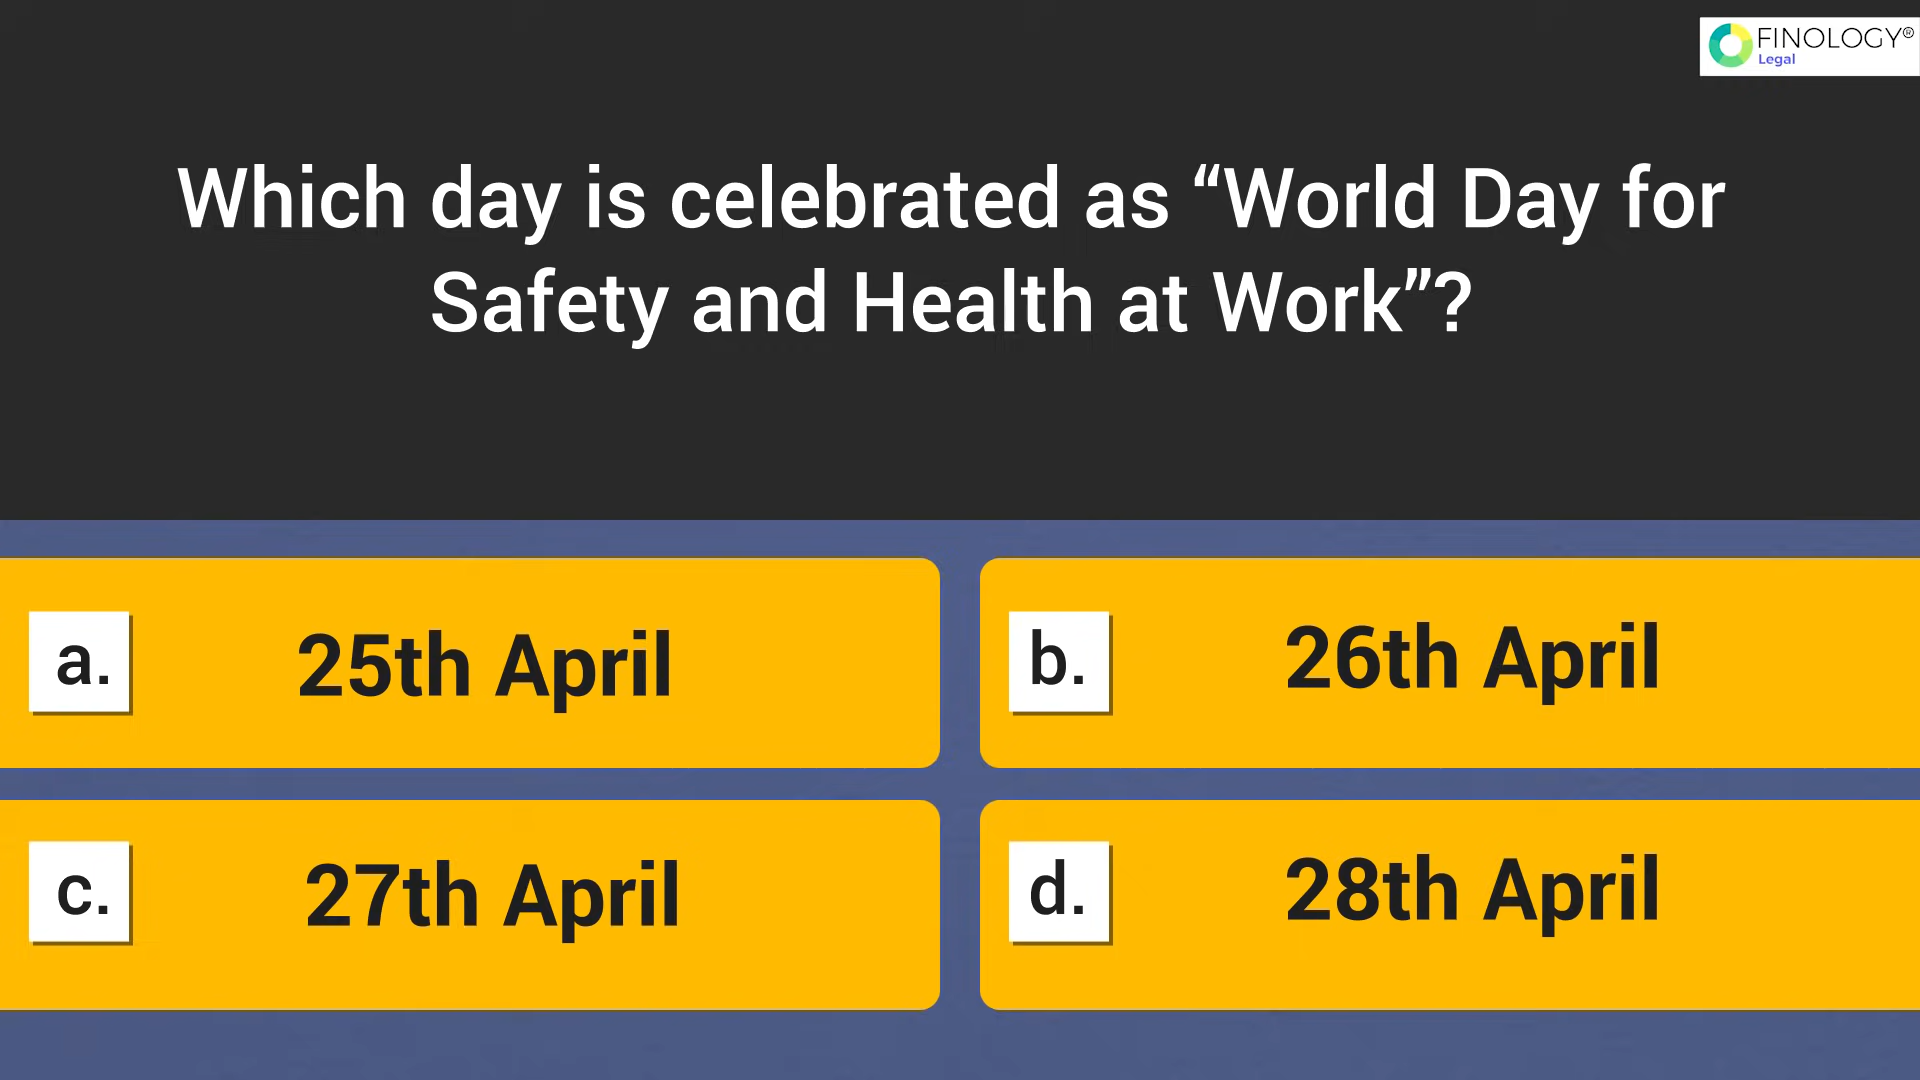 FINOLOGY®
Legal
Which day is celebrated as “World Day for
Safety and Health at Work”?
a. 25th April
b. 26th April
c. 27th April
d. 28th April